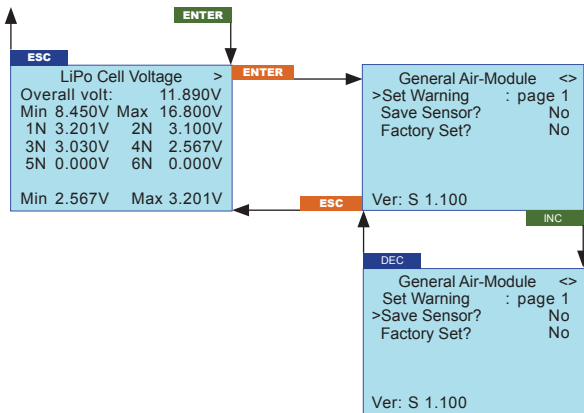 ENTER
ESC
LiPo Cell Voltage >
Overall volt: 11.890V
Min 8.450V Max 16.800V
1N 3.201V 2N 3.100V
3N 3.030V 4N 2.567V
5N 0.000V 6N 0.000V
Min 2.567V Max 3.201V
ENTER
General Air-Module <>
>Set Warning : page 1
Save Sensor? No
Factory Set? No
Ver: S 1.100
ESC
INC
DEC
General Air-Module <>
Set Warning : page 1
>Save Sensor? No
Factory Set? No
Ver: S 1.100